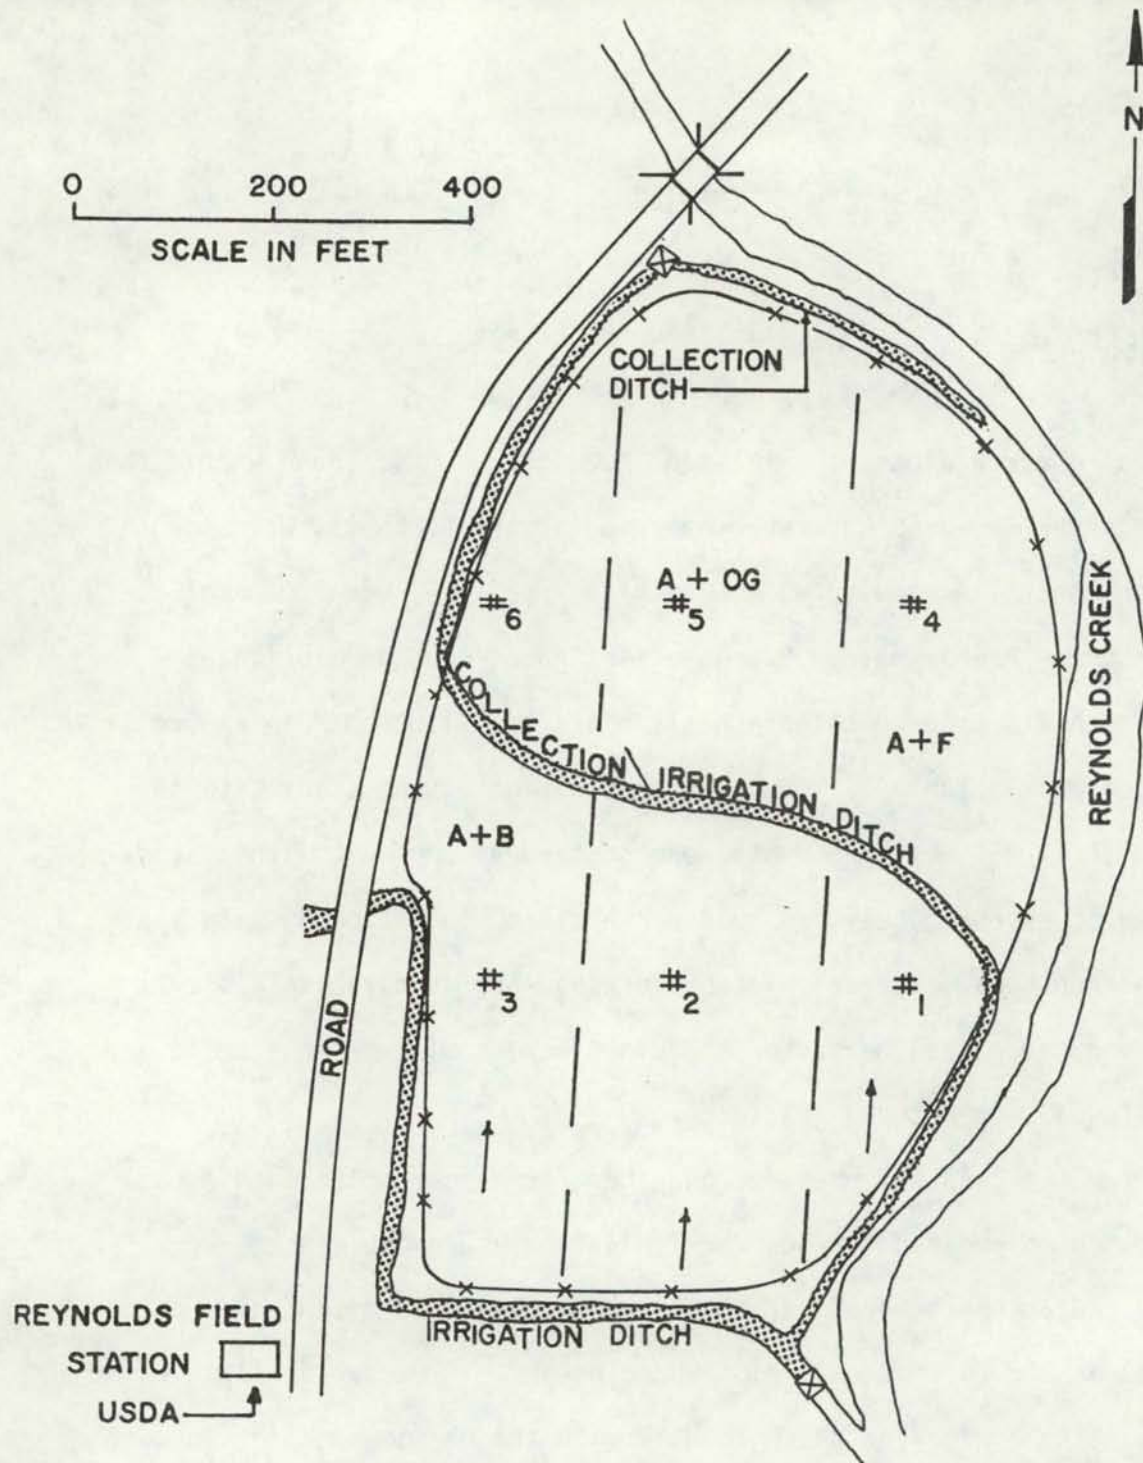 N
0 200 400
SCALE IN FEET
COLLECTION
DITCH
A + OG
#6 #5 #4
COLLECTION IRRIGATION DITCH
A+F
A+B
REYNOLDS CREEK
#3 #2 #1
ROAD
IRRIGATION DITCH
REYNOLDS FIELD
STATION
USDA